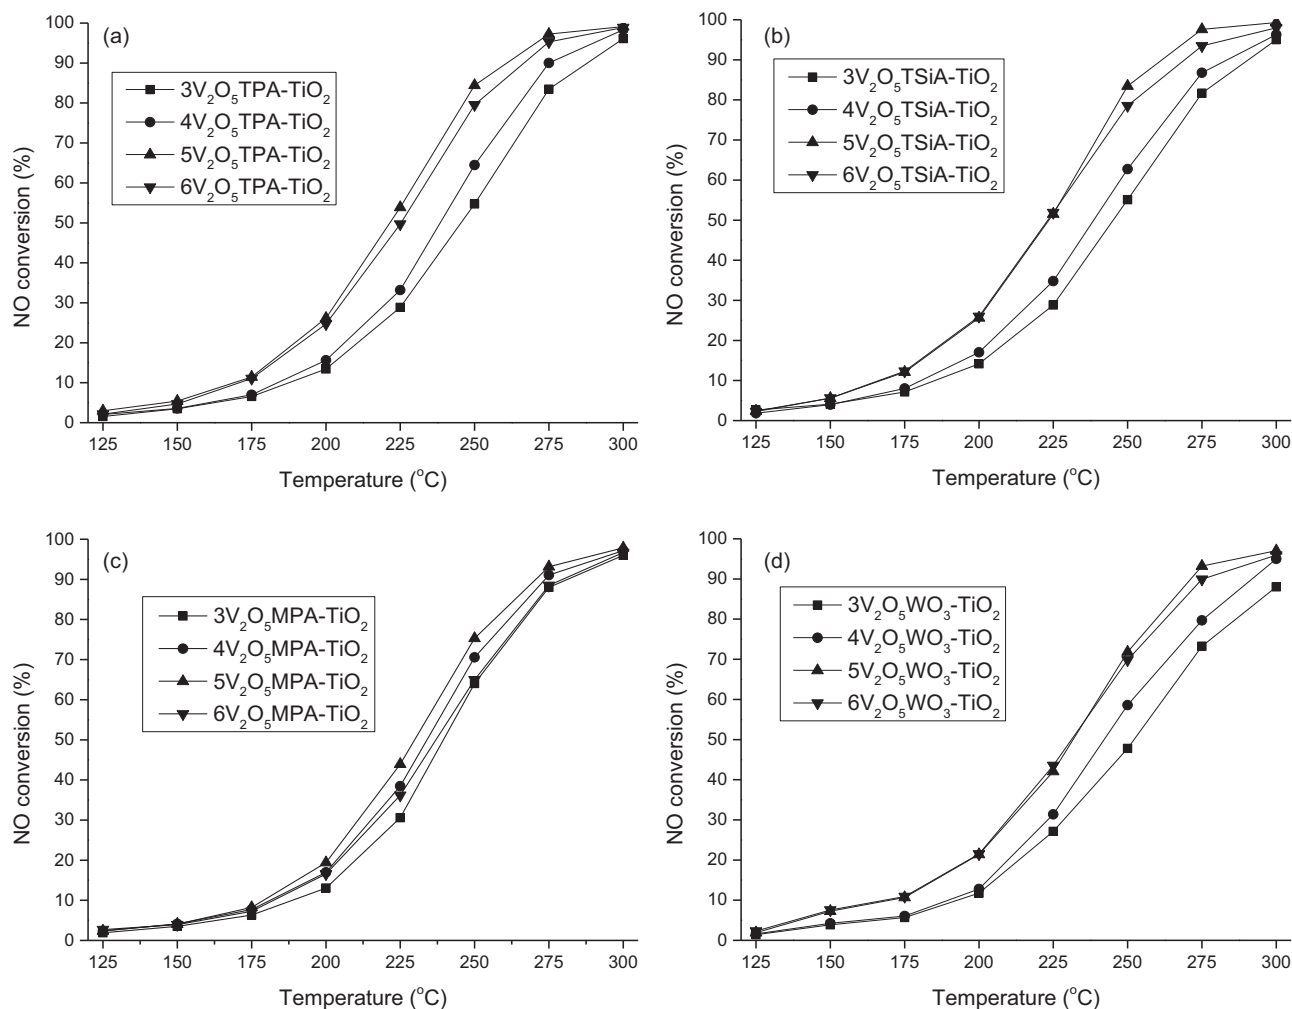 (a)
3V2O5TPA-TiO2
4V2O5TPA-TiO2
5V2O5TPA-TiO2
6V2O5TPA-TiO2
NO conversion (%)
100
90
80
70
60
50
40
30
20
10
0
125 150 175 200 225 250 275 300
Temperature (oC)
(b)
3V2O5TSiA-TiO2
4V2O5TSiA-TiO2
5V2O5TSiA-TiO2
6V2O5TSiA-TiO2
NO conversion (%)
100
90
80
70
60
50
40
30
20
10
0
125 150 175 200 225 250 275 300
Temperature (oC)
(c)
3V2O5MPA-TiO2
4V2O5MPA-TiO2
5V2O5MPA-TiO2
6V2O5MPA-TiO2
NO conversion (%)
100
90
80
70
60
50
40
30
20
10
0
125 150 175 200 225 250 275 300
Temperature (oC)
(d)
3V2O5WO3-TiO2
4V2O5WO3-TiO2
5V2O5WO3-TiO2
6V2O5WO3-TiO2
NO conversion (%)
100
90
80
70
60
50
40
30
20
10
0
125 150 175 200 225 250 275 300
Temperature (oC)